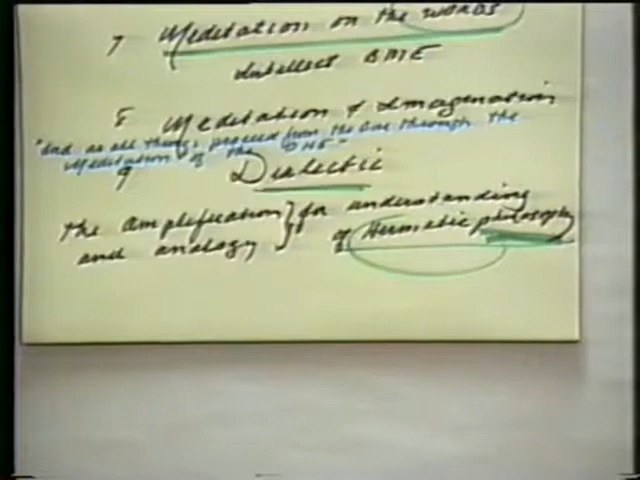 7 Meditation on the words
Intellect BME
8 Meditation & Imagination
"And as all things proceed from the One through the
Meditation of the ONE"
9 Dialectic
The Amplification } for understanding
and analogy } of Hermetic philosophy